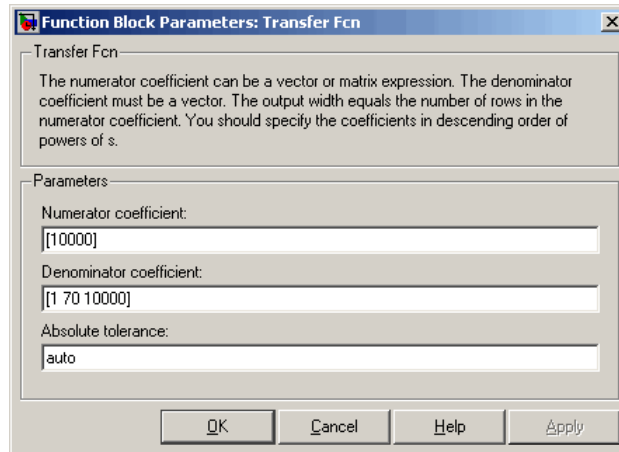 Function Block Parameters: Transfer Fcn
Transfer Fcn
The numerator coefficient can be a vector or matrix expression. The denominator
coefficient must be a vector. The output width equals the number of rows in the
numerator coefficient. You should specify the coefficients in descending order of
powers of s.
Parameters
Numerator coefficient:
[10000]
Denominator coefficient:
[1 70 10000]
Absolute tolerance:
auto
OK Cancel Help Apply